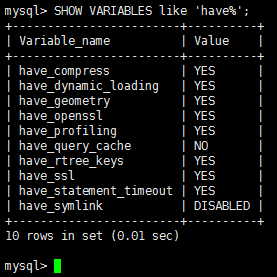 mysql> SHOW VARIABLES like 'have%';
+------------------------+----------+
| Variable_name          | Value    |
+------------------------+----------+
| have_compress          | YES      |
| have_dynamic_loading   | YES      |
| have_geometry          | YES      |
| have_openssl           | YES      |
| have_profiling         | YES      |
| have_query_cache       | NO       |
| have_rtree_keys        | YES      |
| have_ssl               | YES      |
| have_statement_timeout | YES      |
| have_symlink           | DISABLED |
+------------------------+----------+
10 rows in set (0.01 sec)
mysql>